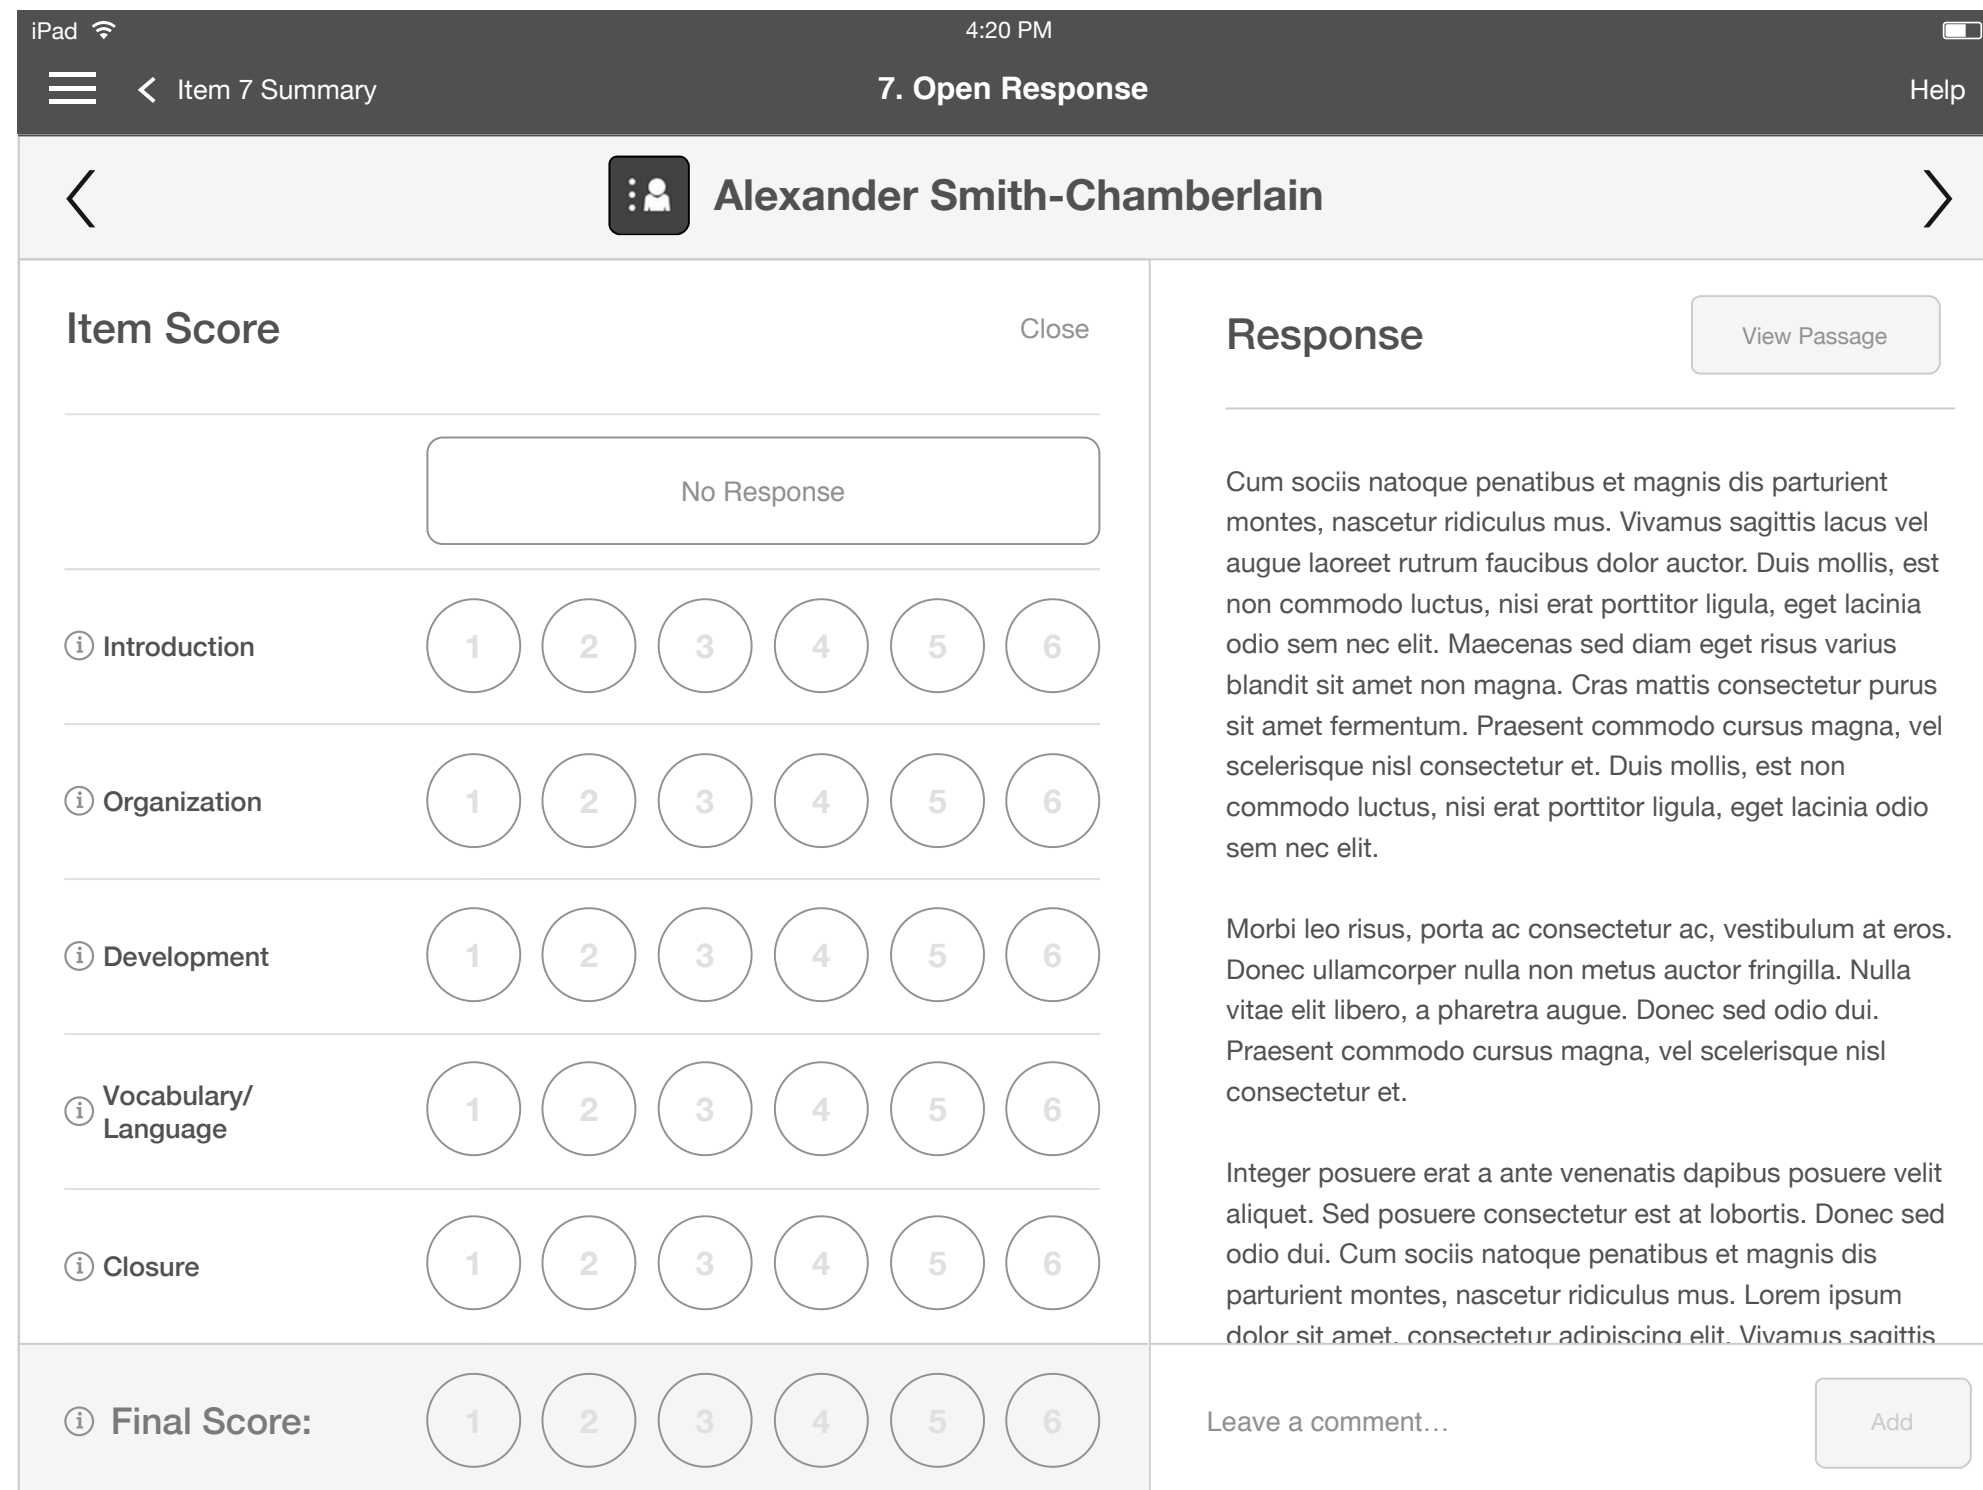 iPad
4:20 PM
Item 7 Summary
7. Open Response
Help
Alexander Smith-Chamberlain
Item Score
Close
No Response
Introduction
1 2 3 4 5 6
Organization
1 2 3 4 5 6
Development
1 2 3 4 5 6
Vocabulary/
Language
1 2 3 4 5 6
Closure
1 2 3 4 5 6
Final Score:
1 2 3 4 5 6
Response
View Passage
Cum sociis natoque penatibus et magnis dis parturient
montes, nascetur ridiculus mus. Vivamus sagittis lacus vel
augue laoreet rutrum faucibus dolor auctor. Duis mollis, est
non commodo luctus, nisi erat porttitor ligula, eget lacinia
odio sem nec elit. Maecenas sed diam eget risus varius
blandit sit amet non magna. Cras mattis consectetur purus
sit amet fermentum. Praesent commodo cursus magna, vel
scelerisque nisl consectetur et. Duis mollis, est non
commodo luctus, nisi erat porttitor ligula, eget lacinia odio
sem nec elit.
Morbi leo risus, porta ac consectetur ac, vestibulum at eros.
Donec ullamcorper nulla non metus auctor fringilla. Nulla
vitae elit libero, a pharetra augue. Donec sed odio dui.
Praesent commodo cursus magna, vel scelerisque nisl
consectetur et.
Integer posuere erat a ante venenatis dapibus posuere velit
aliquet. Sed posuere consectetur est at lobortis. Donec sed
odio dui. Cum sociis natoque penatibus et magnis dis
parturient montes, nascetur ridiculus mus. Lorem ipsum
dolor sit amet, consectetur adipiscing elit. Vivamus sagittis
Leave a comment…
Add